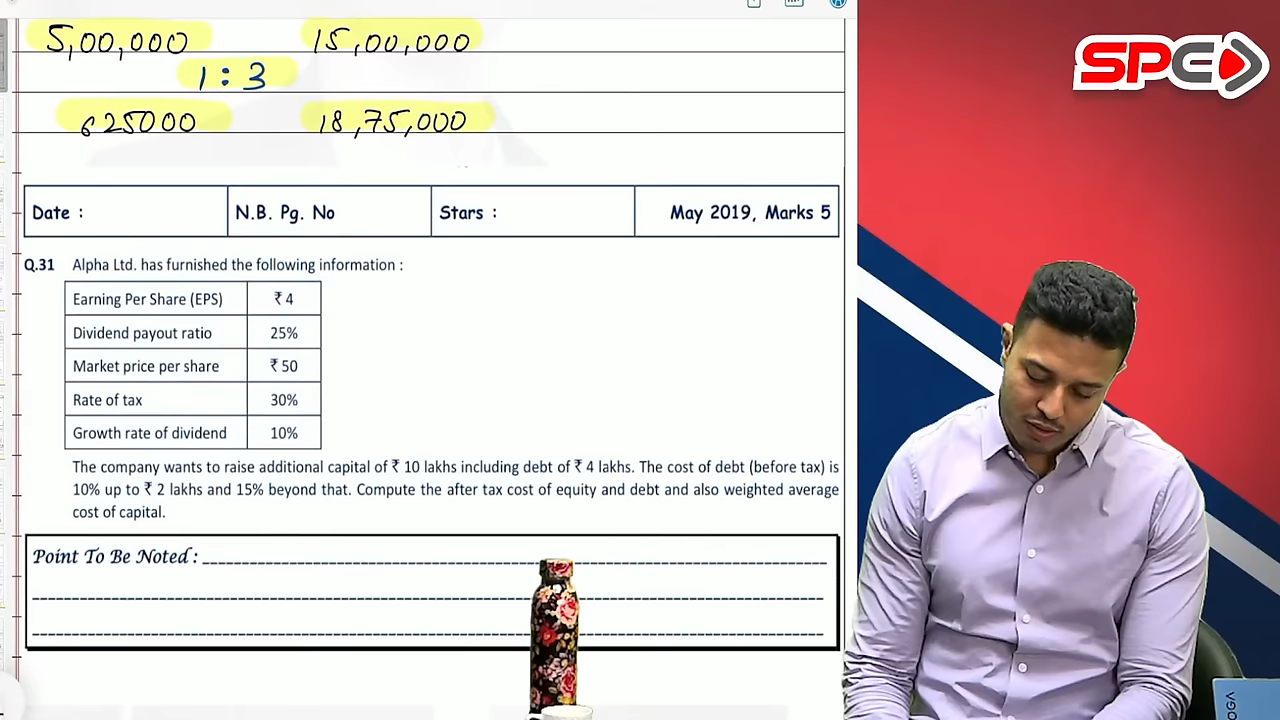 5,00,000 15,00,000
1 : 3
625000 18,75,000
SPC
Date : N.B. Pg. No Stars : May 2019, Marks 5
Q.31 Alpha Ltd. has furnished the following information :
Earning Per Share (EPS) ₹ 4
Dividend payout ratio 25%
Market price per share ₹ 50
Rate of tax 30%
Growth rate of dividend 10%
The company wants to raise additional capital of ₹ 10 lakhs including debt of ₹ 4 lakhs. The cost of debt (before tax) is
10% up to ₹ 2 lakhs and 15% beyond that. Compute the after tax cost of equity and debt and also weighted average
cost of capital.
Point To Be Noted :